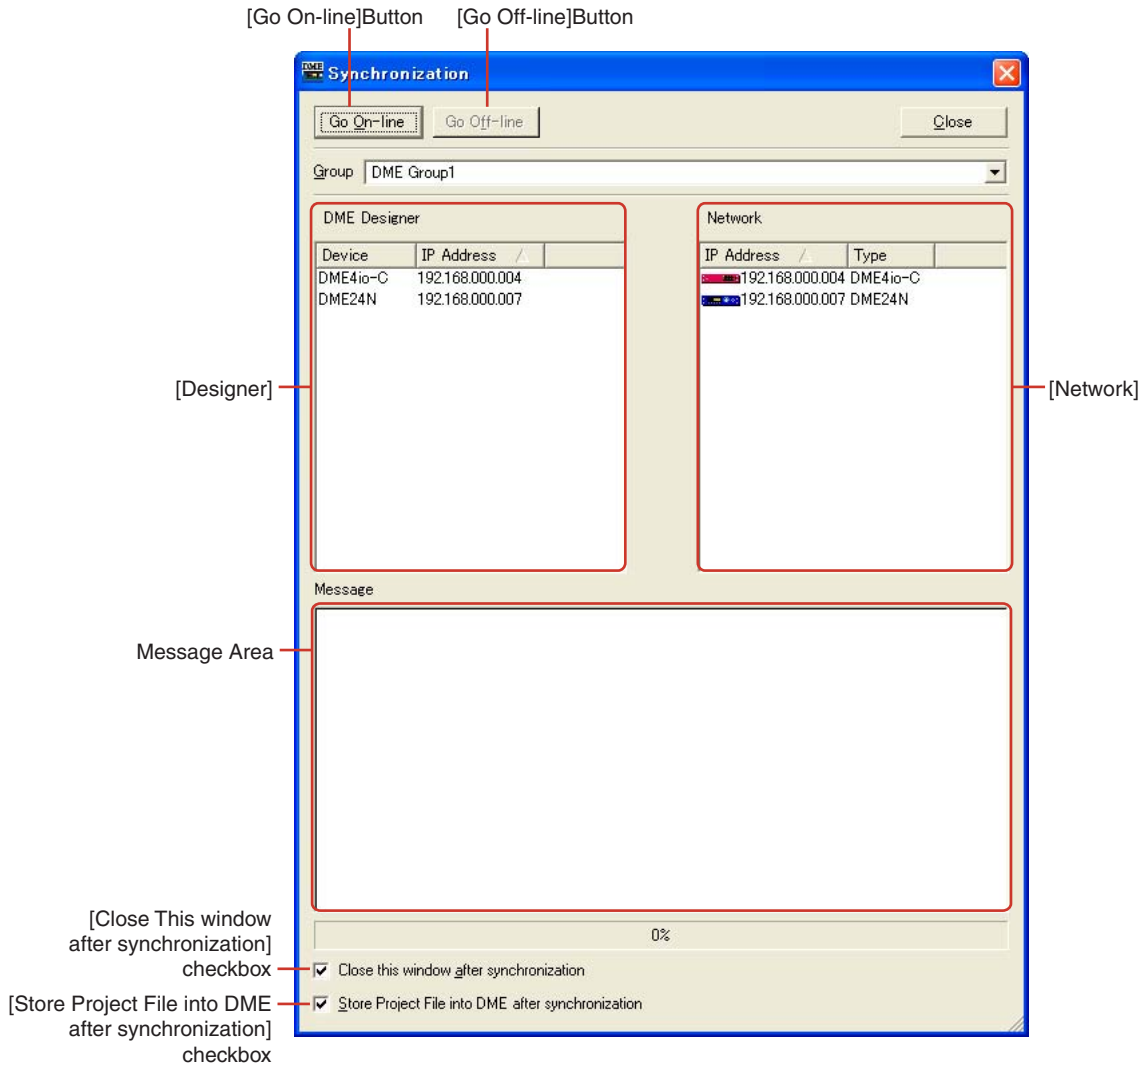 [Go On-line]Button [Go Off-line]Button
DME Synchronization
Go On-line Go Off-line Close
Group DME Group1
DME Designer Network
Device IP Address IP Address Type
DME4io-C 192.168.000.004 192.168.000.004 DME4io-C
DME24N 192.168.000.007 192.168.000.007 DME24N
[Designer] [Network]
Message
Message Area
0%
[Close This window
after synchronization]
checkbox
Close this window after synchronization
[Store Project File into DME
after synchronization]
checkbox
Store Project File into DME after synchronization